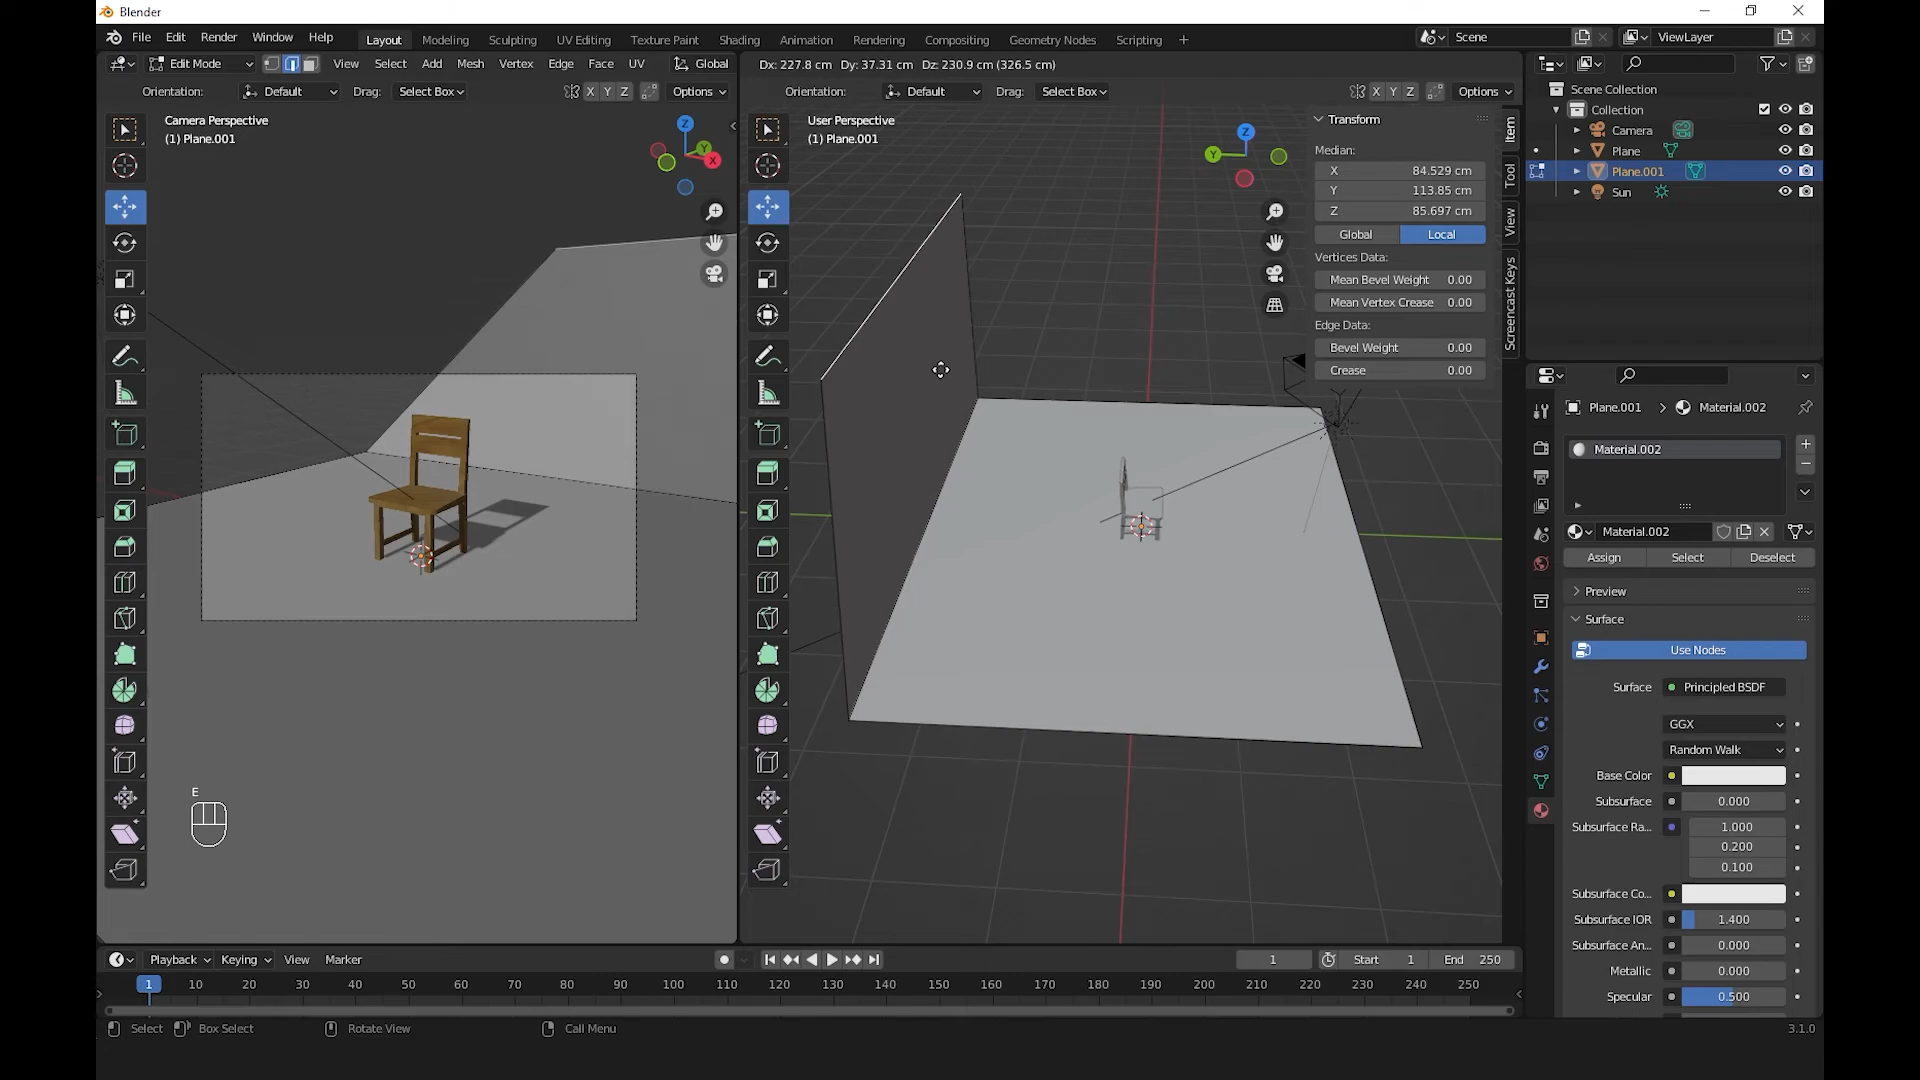 Blender
File Edit Render Window Help Layout Modeling Sculpting UV Editing Texture Paint Shading Animation Rendering Compositing Geometry Nodes Scripting + Scene ViewLayer
Edit Mode View Select Add Mesh Vertex Edge Face UV Global Dx: 227.8 cm Dy: 37.31 cm Dz: 230.9 cm (326.5 cm)
Orientation: Default Drag: Select Box X Y Z Options Orientation: Default Drag: Select Box X Y Z Options
Camera Perspective
(1) Plane.001
Z
Y
X
User Perspective
(1) Plane.001
Z
Y
Transform
Median:
X 84.529 cm
Y 113.85 cm
Z 85.697 cm
Global Local
Vertices Data:
Mean Bevel Weight 0.00
Mean Vertex Crease 0.00
Edge Data:
Bevel Weight 0.00
Crease 0.00
Item
Tool
View
Screencast Keys
Scene Collection
Collection
Camera
Plane
Plane.001
Sun
Plane.001 Material.002
Material.002
Material.002
Assign Select Deselect
Preview
Surface
Use Nodes
Surface Principled BSDF
GGX
Random Walk
Base Color
Subsurface 0.000
Subsurface Ra... 1.000
0.200
0.100
Subsurface Co...
Subsurface IOR 1.400
Subsurface An... 0.000
Metallic 0.000
Specular 0.500
E
Playback Keying View Marker 1 Start 1 End 250
1 10 20 30 40 50 60 70 80 90 100 110 120 130 140 150 160 170 180 190 200 210 220 230 240 250
Select Box Select Rotate View Call Menu 3.1.0